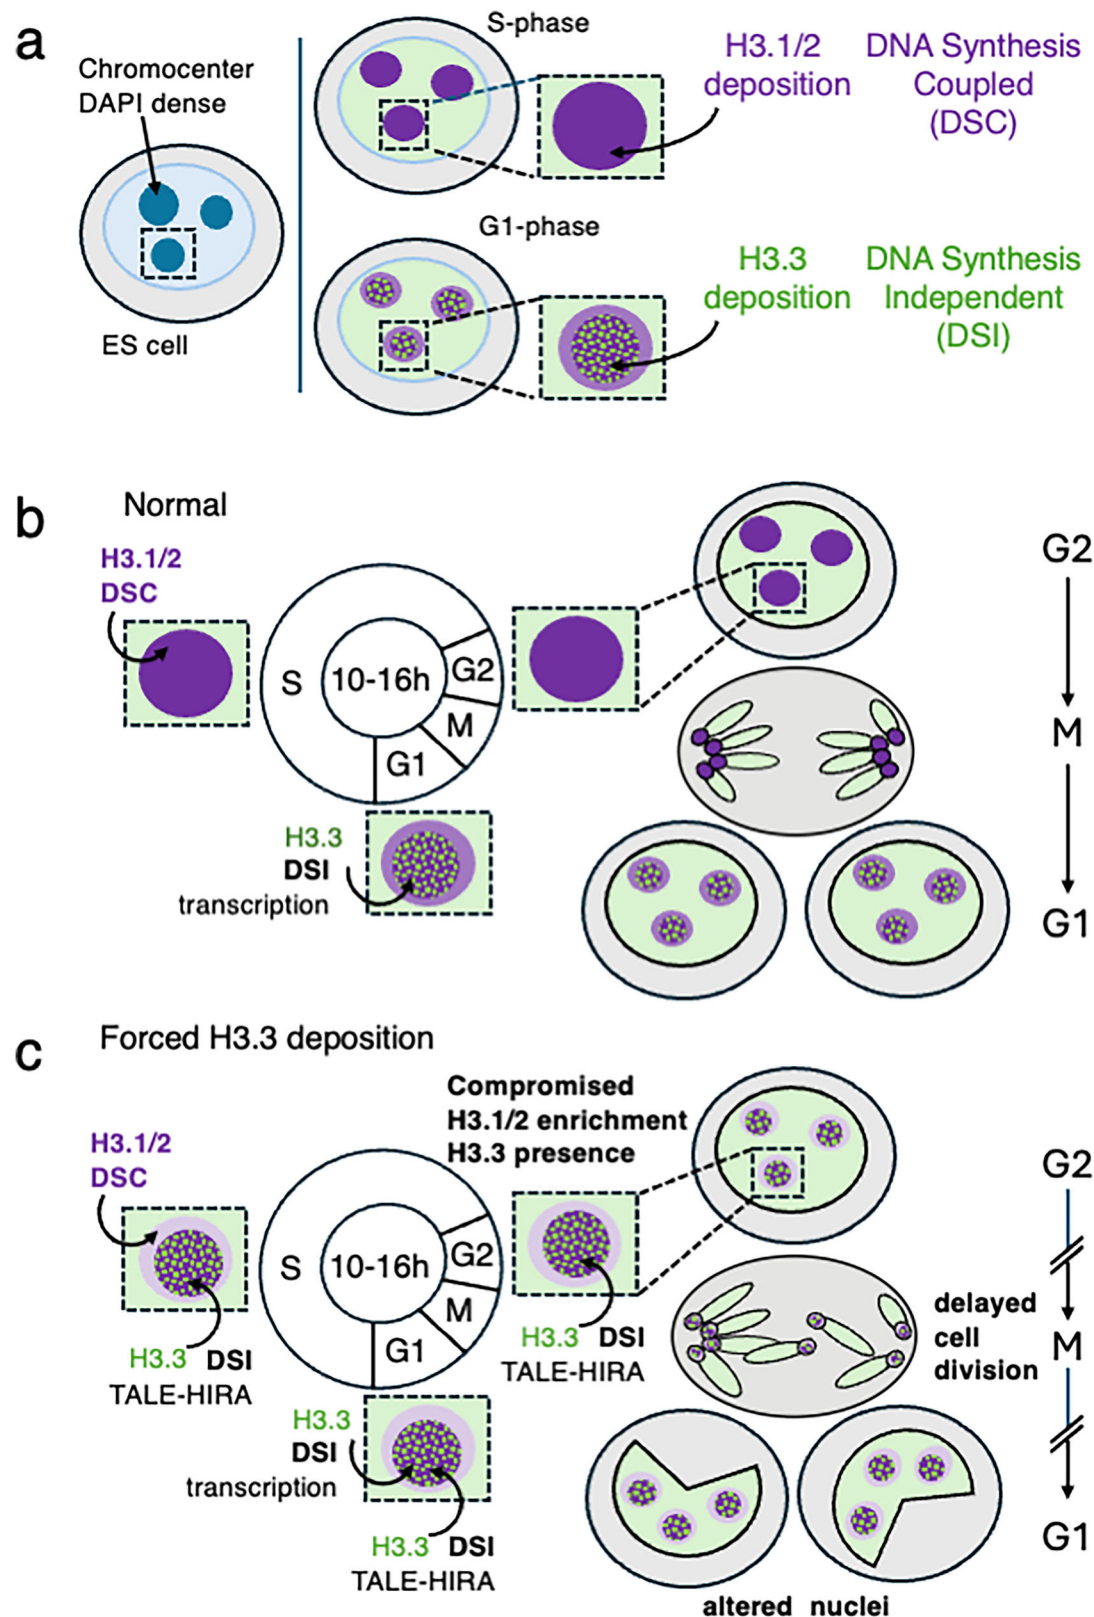 a
Chromocenter
DAPI dense
ES cell
S-phase
H3.1/2
deposition
DNA Synthesis
Coupled
(DSC)
G1-phase
H3.3
deposition
DNA Synthesis
Independent
(DSI)
b
Normal
H3.1/2
DSC
S
10-16h
G2
M
G1
H3.3
DSI
transcription
G2
M
G1
c
Forced H3.3 deposition
Compromised
H3.1/2 enrichment
H3.3 presence
H3.1/2
DSC
H3.3 DSI
TALE-HIRA
S
10-16h
G2
M
G1
H3.3 DSI
TALE-HIRA
H3.3
DSI
transcription
H3.3 DSI
TALE-HIRA
G2
delayed
cell
division
M
G1
altered nuclei